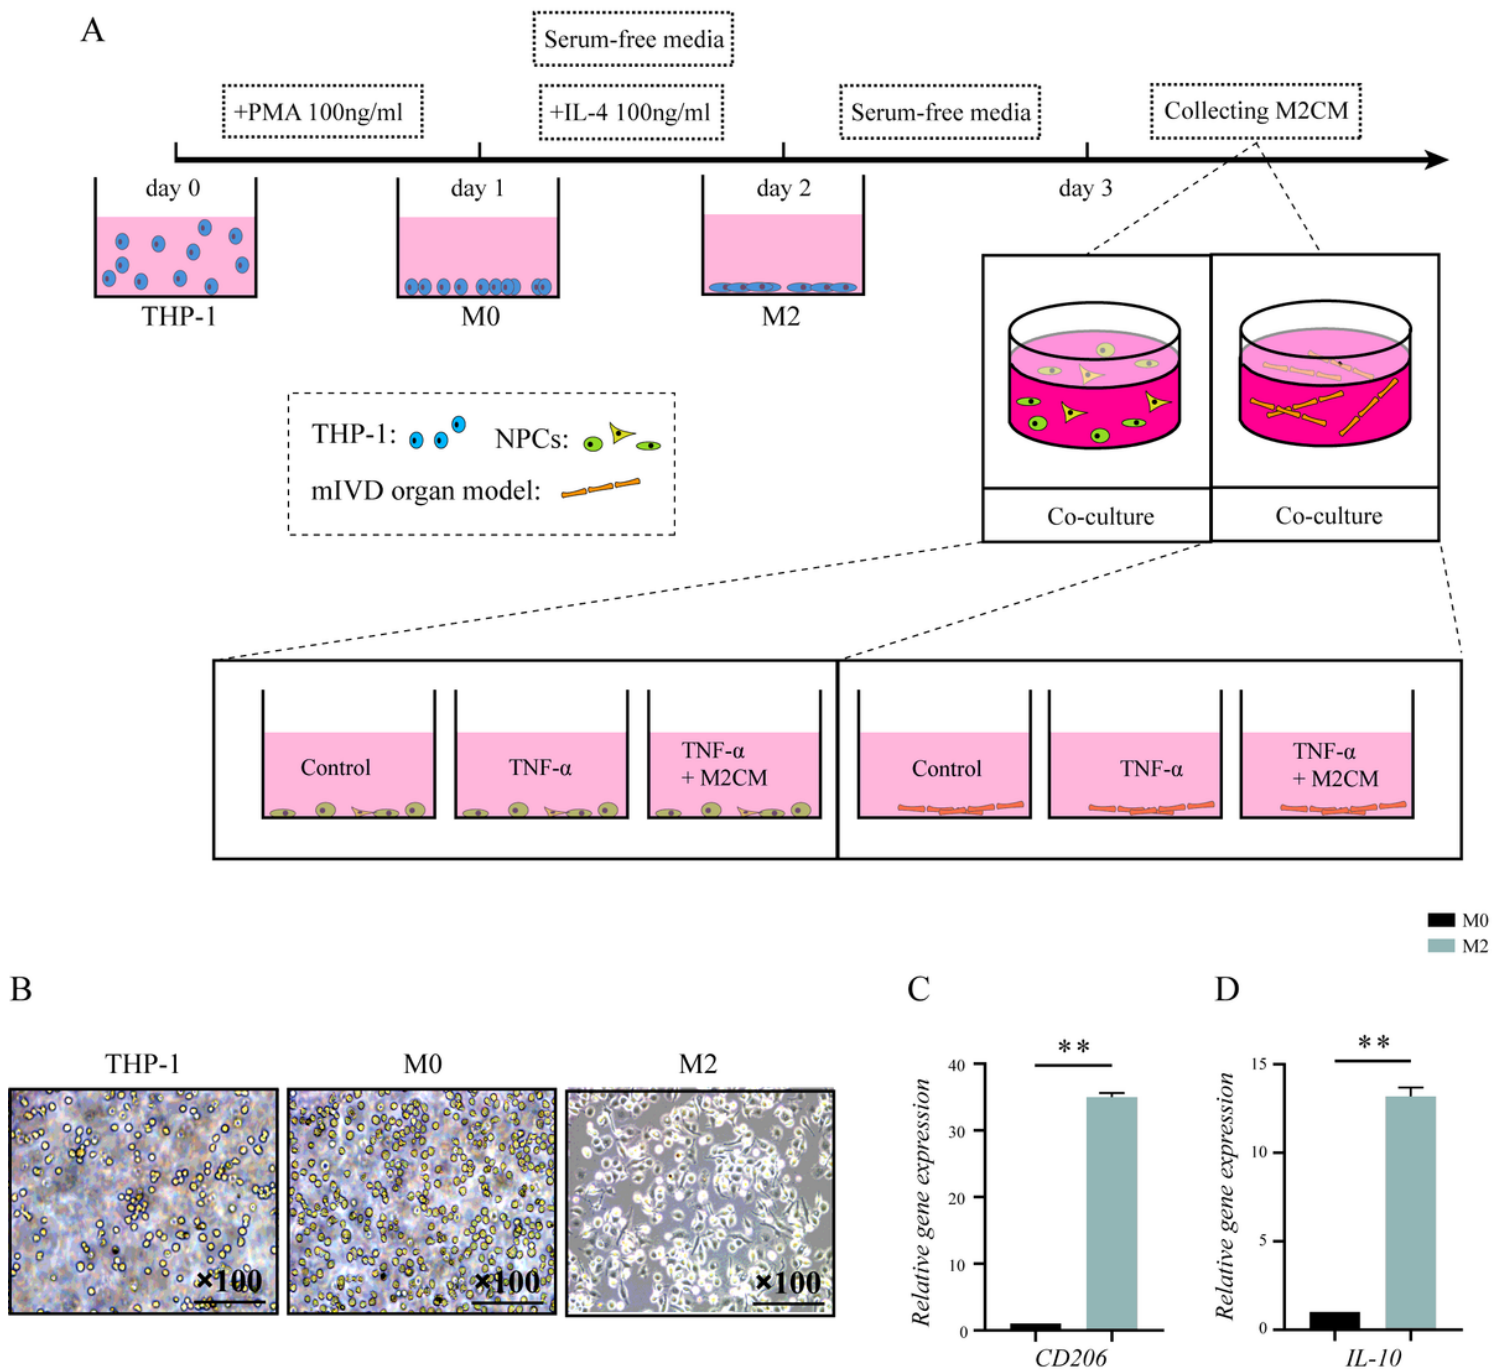 A
Serum-free media
+PMA 100ng/ml
+IL-4 100ng/ml
Serum-free media
Collecting M2CM
day 0
day 1
day 2
day 3
THP-1
M0
M2
THP-1:
NPCs:
mIVD organ model:
Co-culture
Co-culture
Control
TNF-α
TNF-α
+ M2CM
Control
TNF-α
TNF-α
+ M2CM
M0
M2
B
THP-1
M0
M2
×100
×100
×100
C
**
Relative gene expression
40
30
20
10
0
CD206
D
**
Relative gene expression
15
10
5
0
IL-10